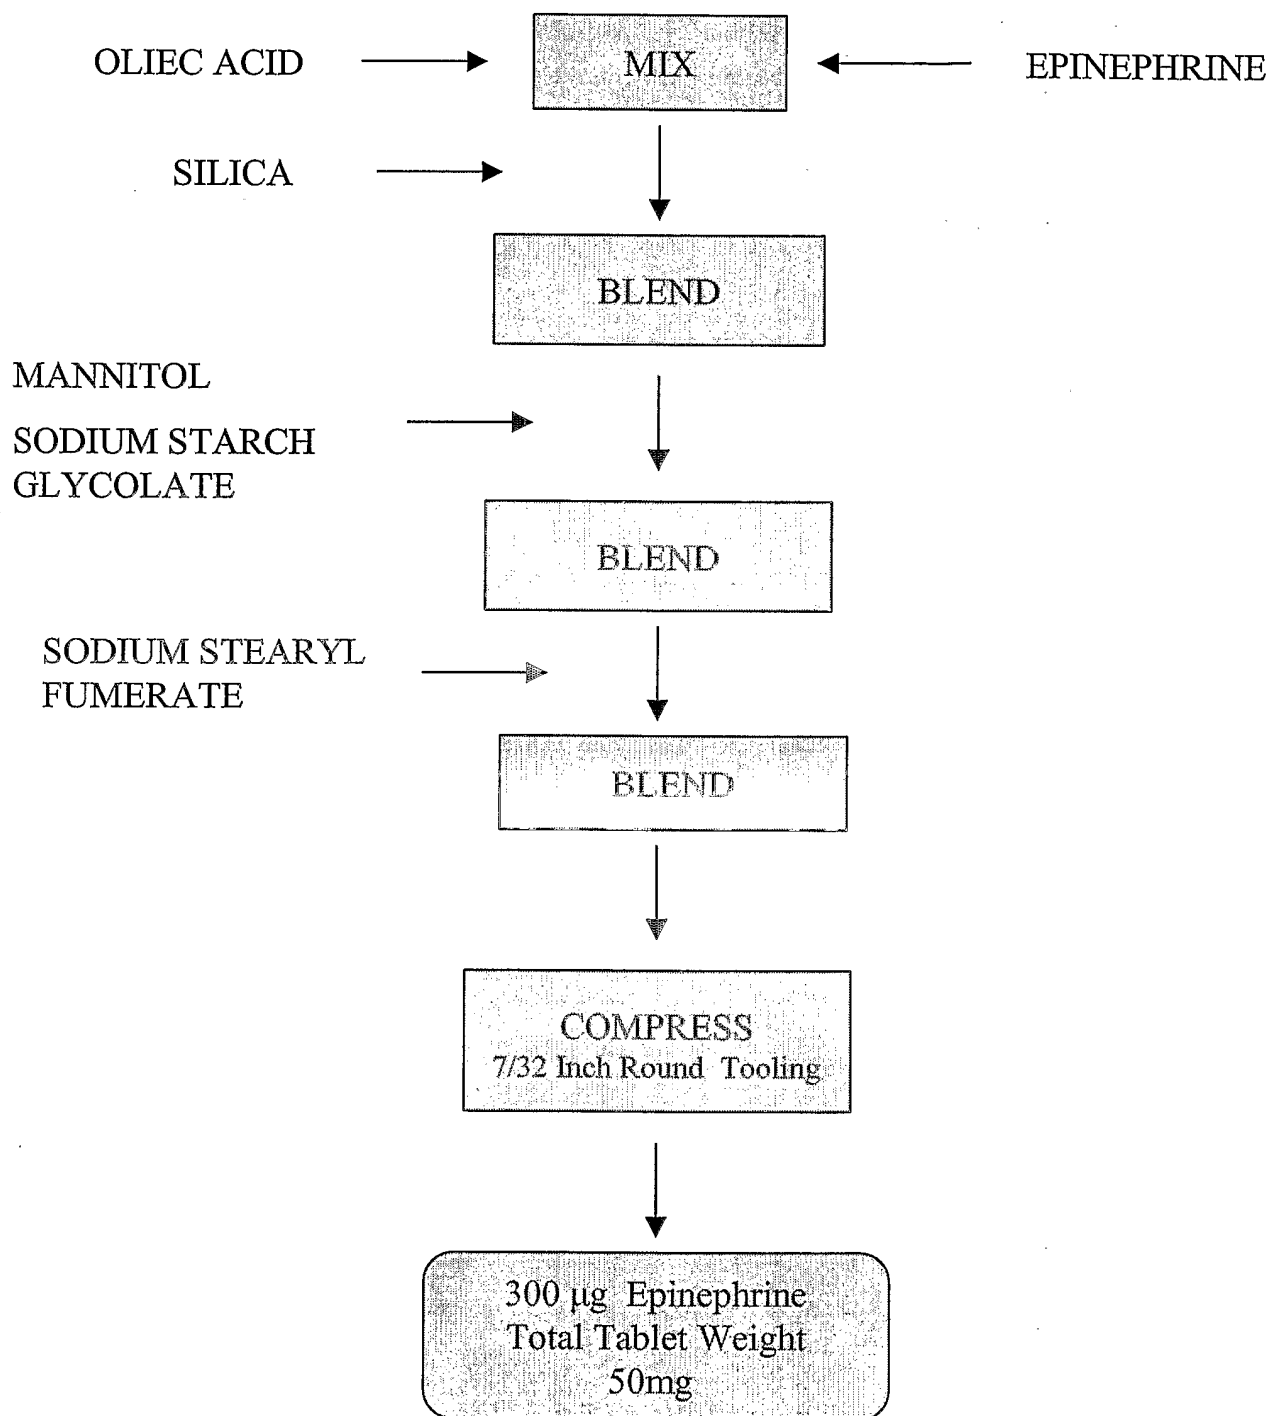 OLIEC ACID
MIX
EPINEPHRINE
SILICA
BLEND
MANNITOL
SODIUM STARCH
GLYCOLATE
BLEND
SODIUM STEARYL
FUMERATE
BLEND
COMPRESS
7/32 Inch Round Tooling
300 µg Epinephrine
Total Tablet Weight
50mg